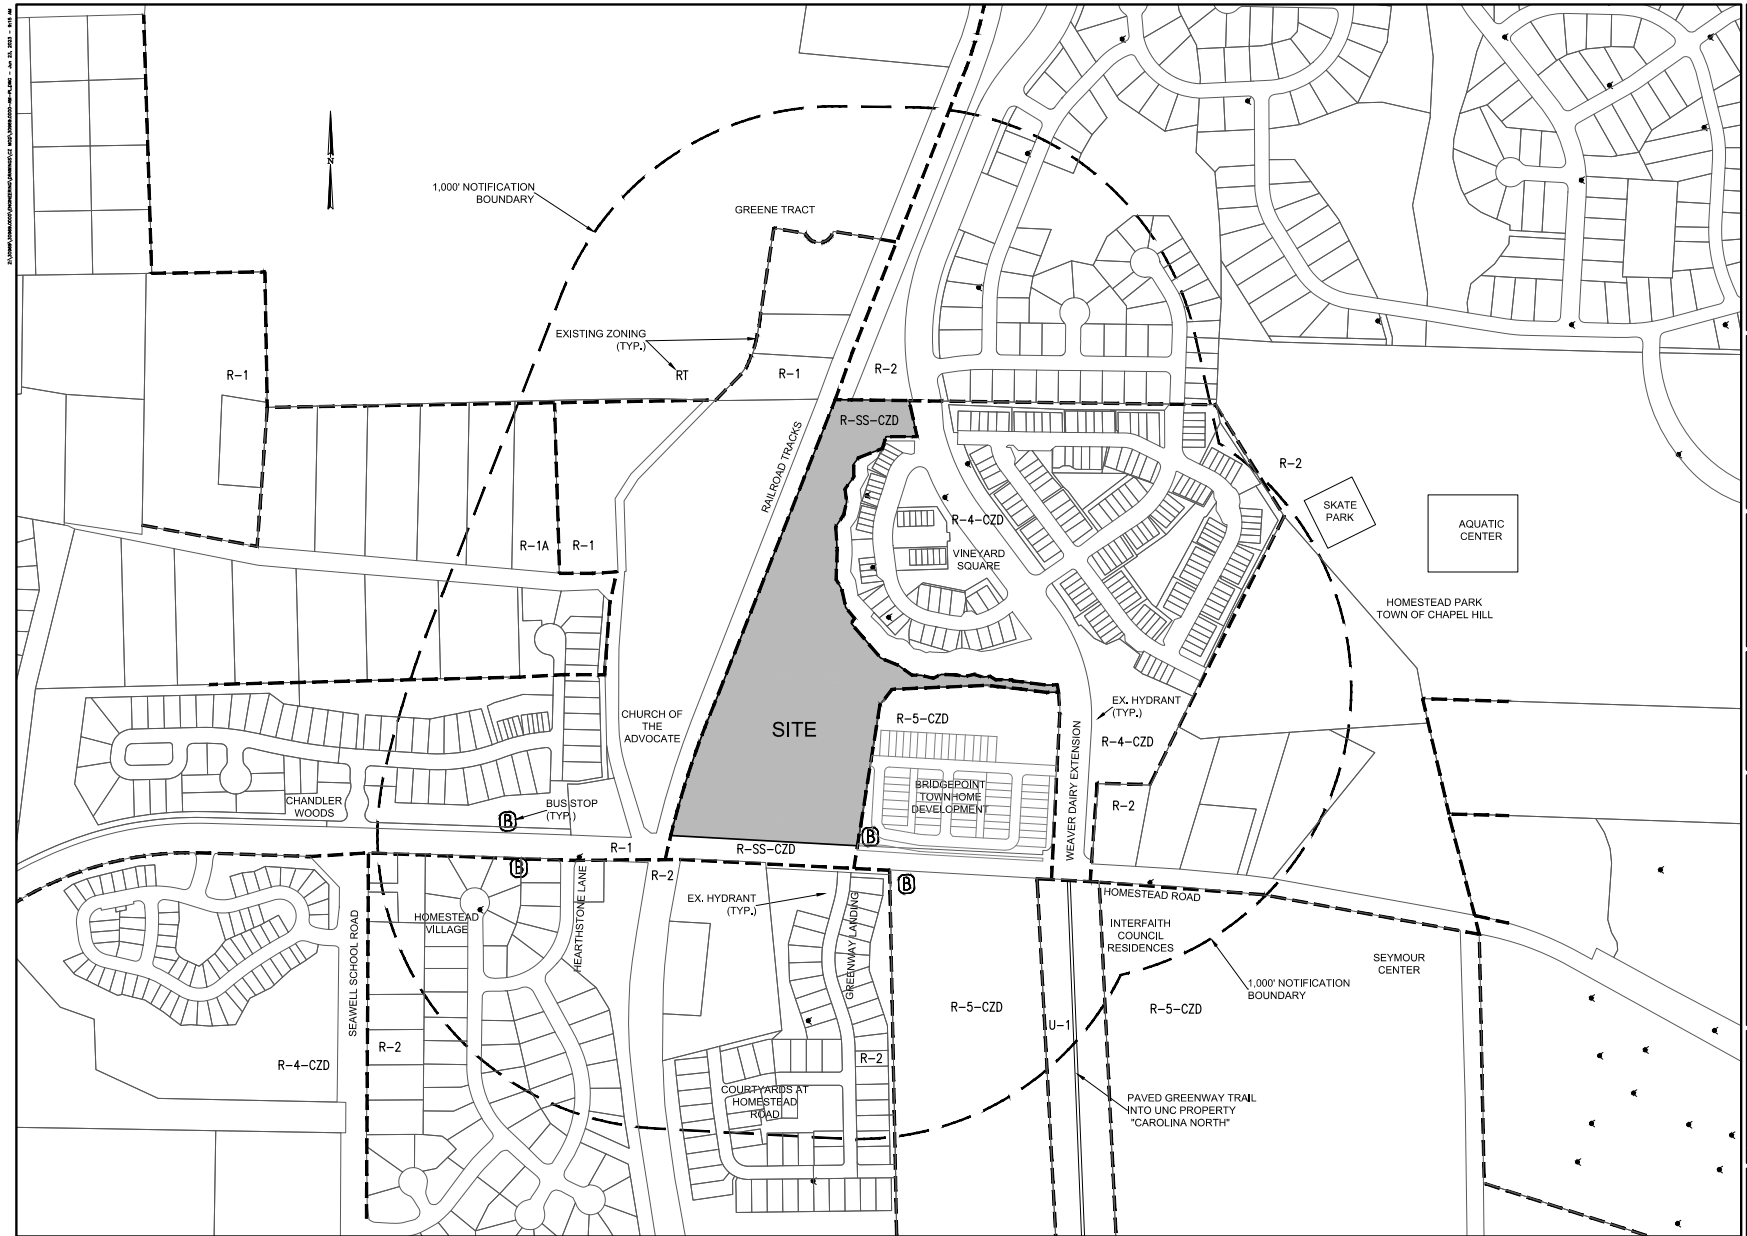 N
1,000' NOTIFICATION
BOUNDARY
GREENE TRACT
EXISTING ZONING
(TYP.)
RT
R-1
R-1
R-2
R-SS-CZD
RAILROAD TRACKS
R-2
SKATE
PARK
AQUATIC
CENTER
R-4-CZD
R-1A
R-1
VINEYARD
SQUARE
HOMESTEAD PARK
TOWN OF CHAPEL HILL
CHURCH OF
THE
ADVOCATE
SITE
R-5-CZD
EX. HYDRANT
(TYP.)
R-4-CZD
WEAVER DAIRY EXTENSION
BRIDGEPOINT
TOWNHOME
DEVELOPMENT
CHANDLER
WOODS
BUS STOP
(TYP.)
B
R-2
B
R-1
R-SS-CZD
B
R-2
B
HOMESTEAD ROAD
EX. HYDRANT
(TYP.)
HOMESTEAD
VILLAGE
HEARTHSTONE LANE
GREENWAY LANDING
SEAWELL SCHOOL ROAD
INTERFAITH
COUNCIL
RESIDENCES
SEYMOUR
CENTER
1,000' NOTIFICATION
BOUNDARY
R-5-CZD
U-1
R-5-CZD
R-2
R-2
R-4-CZD
COURTYARDS AT
HOMESTEAD
ROAD
PAVED GREENWAY TRAIL
INTO UNC PROPERTY
"CAROLINA NORTH"